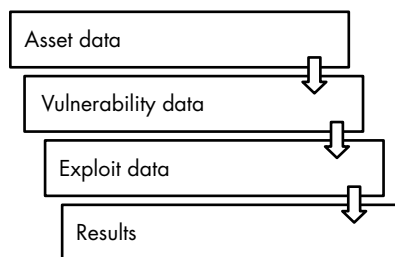 Asset data
Vulnerability data
Exploit data
Results